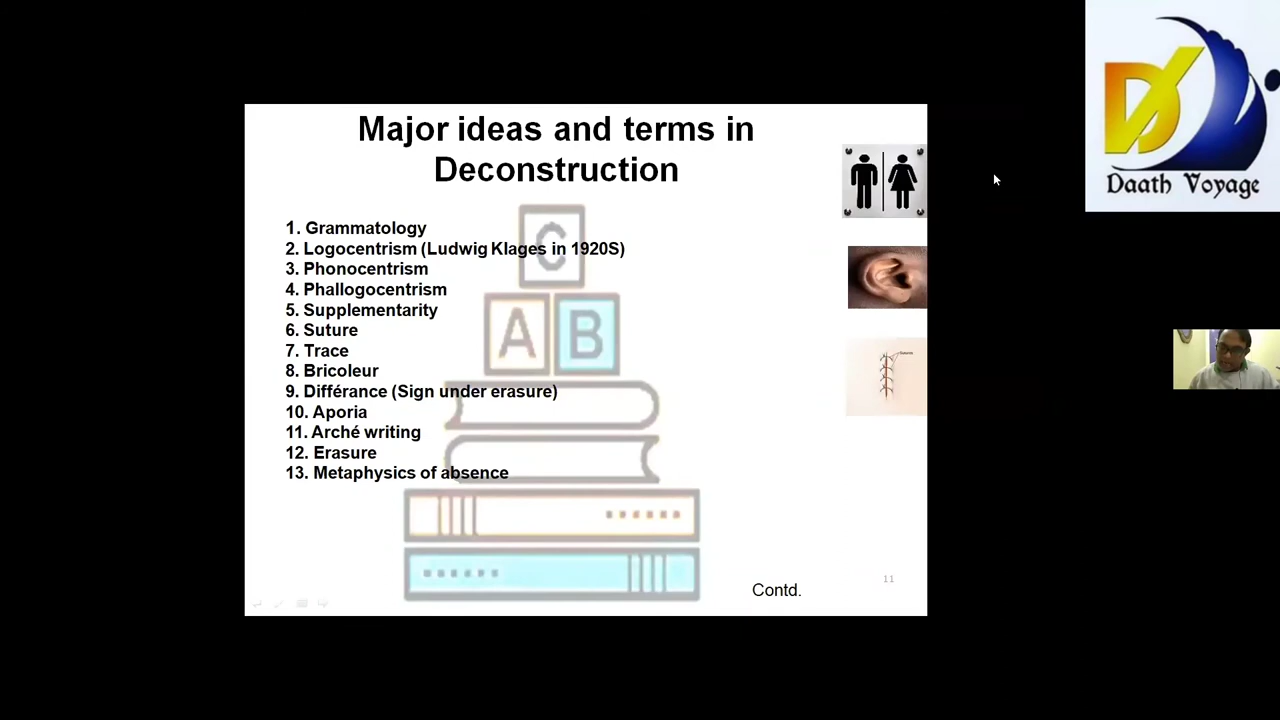 Major ideas and terms in
Deconstruction
1. Grammatology
2. Logocentrism (Ludwig Klages in 1920S)
3. Phonocentrism
4. Phallogocentrism
5. Supplementarity
6. Suture
7. Trace
8. Bricoleur
9. Différance (Sign under erasure)
10. Aporia
11. Arché writing
12. Erasure
13. Metaphysics of absence
C
A B
Contd.
11
D
Daath Voyage